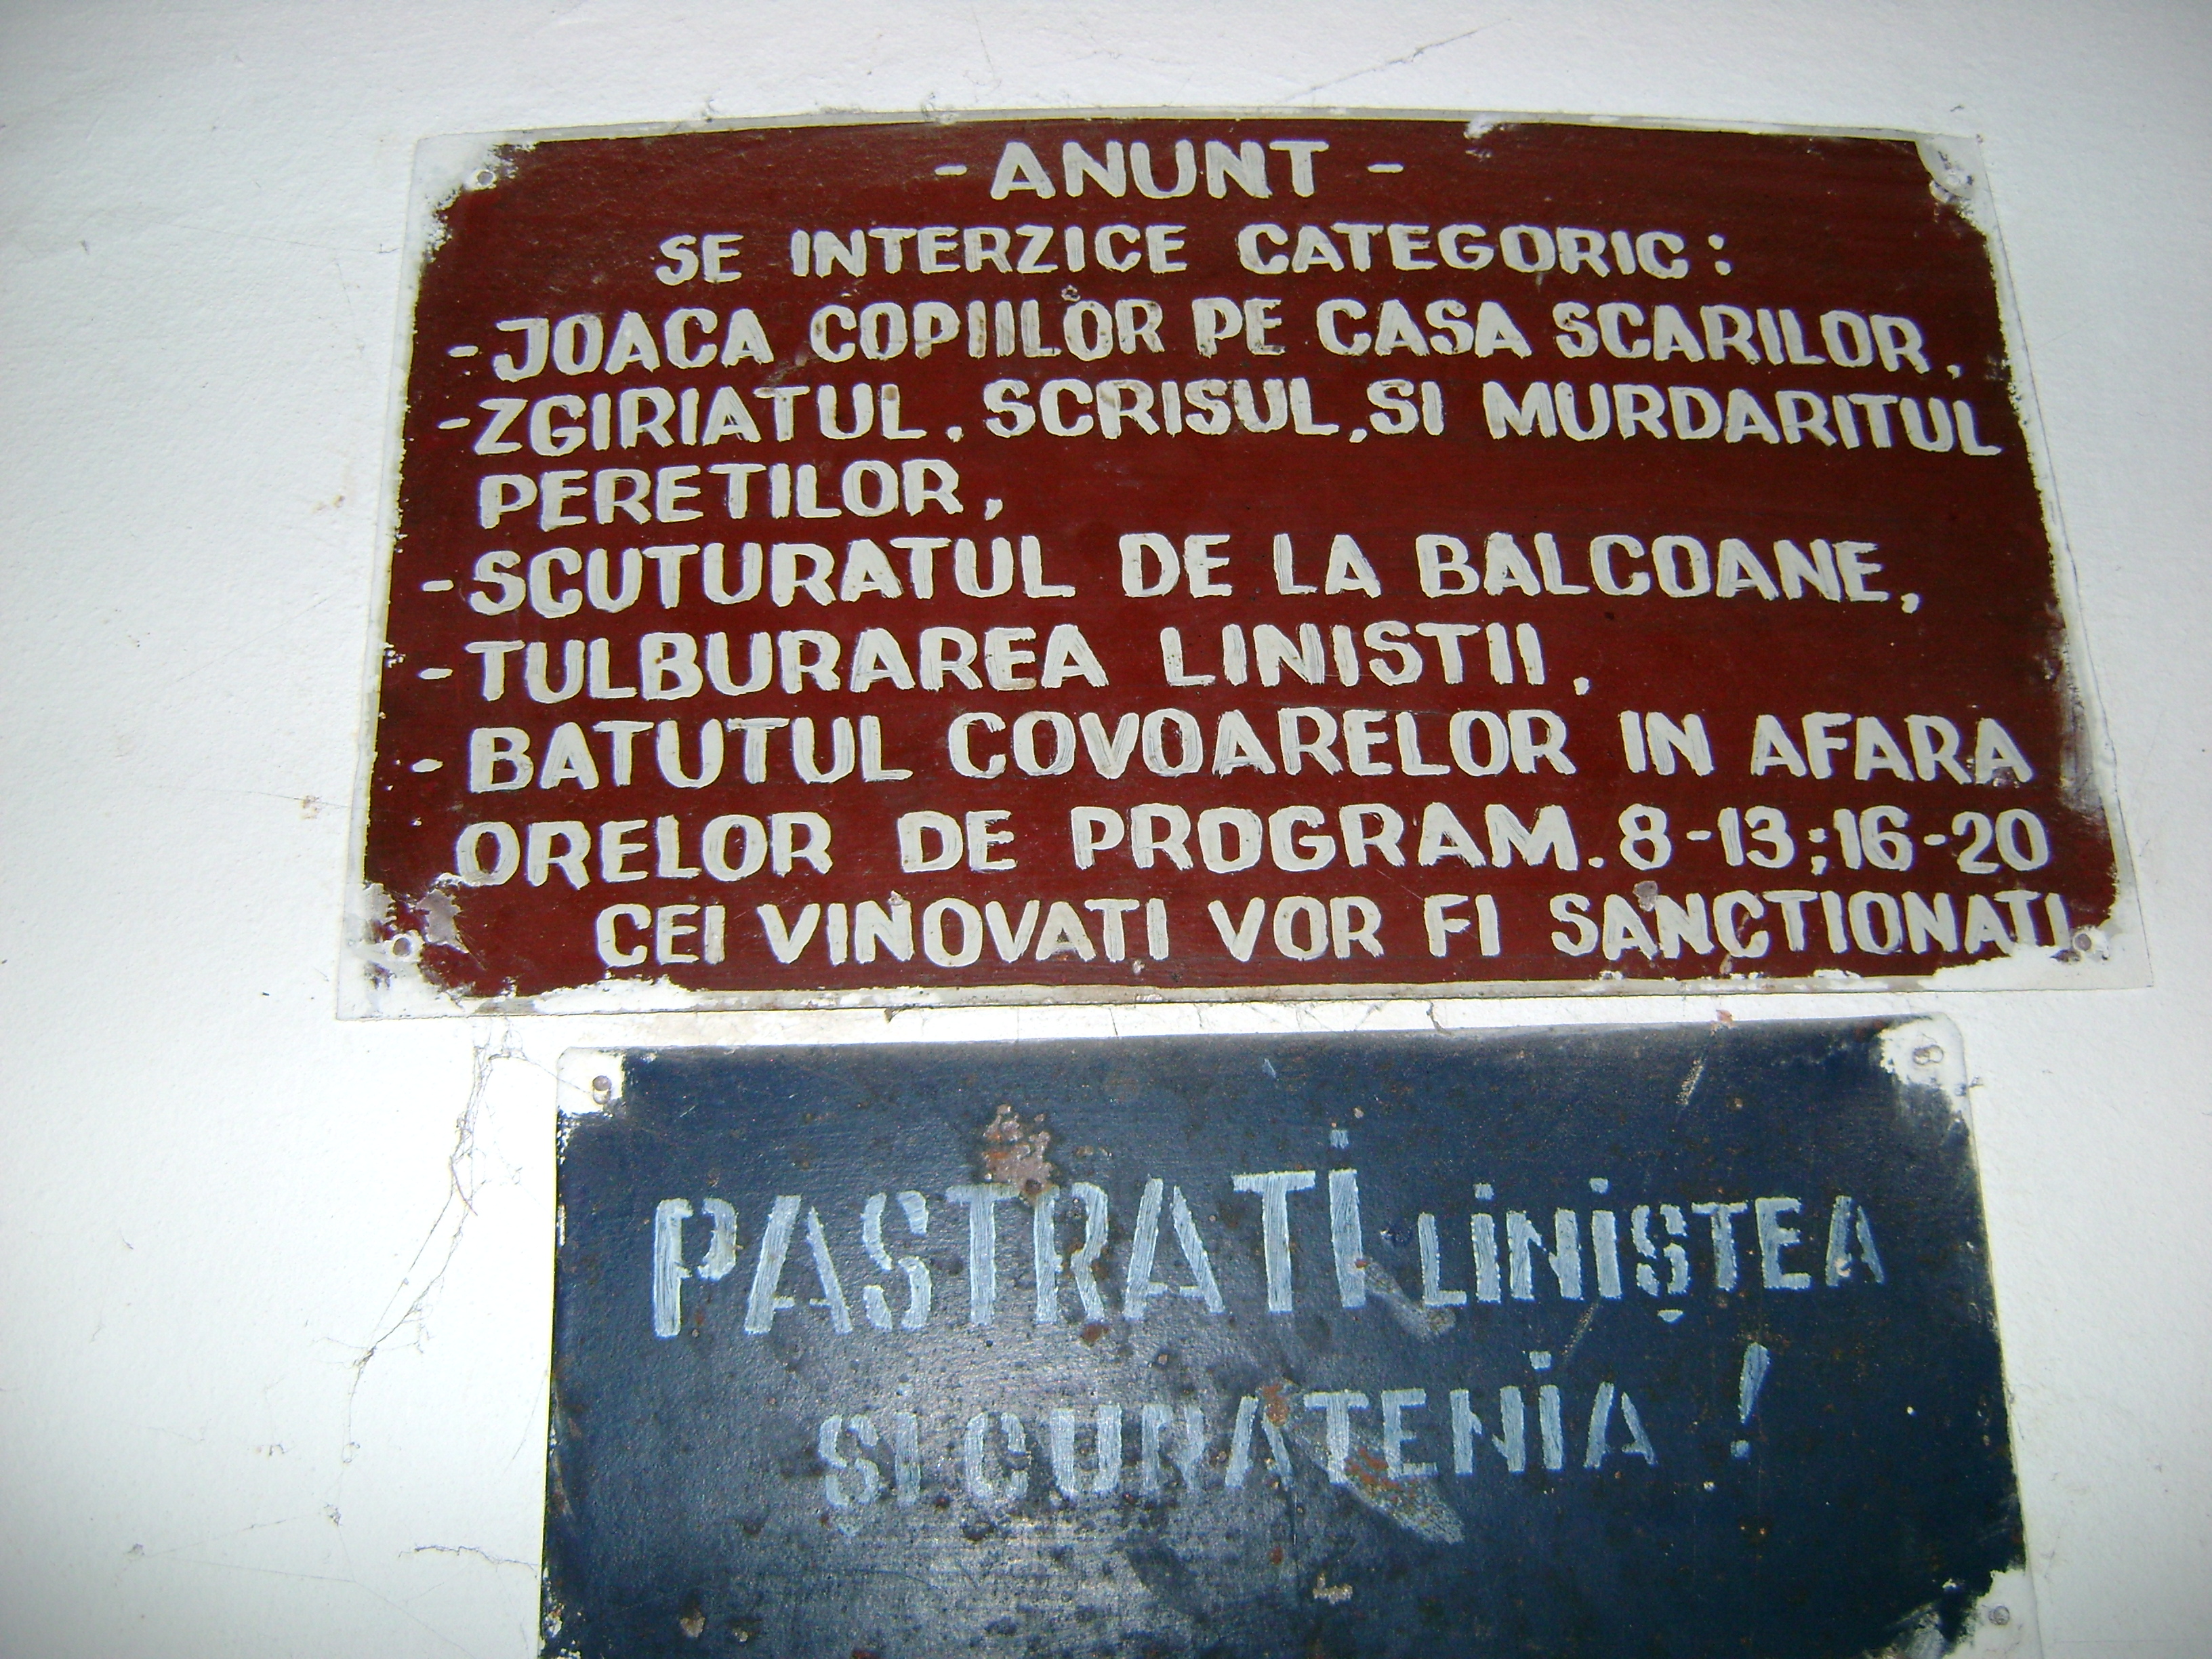 - ANUNT -
SE INTERZICE CATEGORIC:
-JOACA COPIILOR PE CASA SCARILOR,
-ZGIRIATUL, SCRISUL, SI MURDARITUL
PERETILOR,
-SCUTURATUL DE LA BALCOANE,
-TULBURAREA LINISTII,
-BATUTUL COVOARELOR IN AFARA
ORELOR DE PROGRAM. 8-13; 16-20
CEI VINOVATI VOR FI SANCTIONATI
PASTRATI LINIȘTEA
SI CURATENIA !